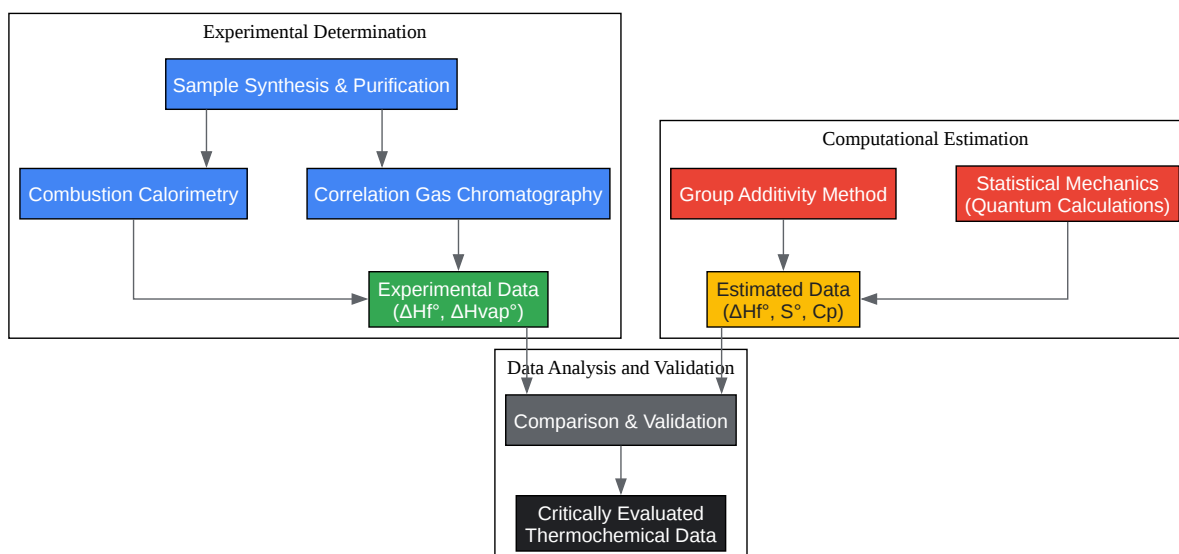 Experimental Determination
Sample Synthesis & Purification
Combustion Calorimetry
Correlation Gas Chromatography
Experimental Data
(ΔHf°, ΔHvap°)
Computational Estimation
Group Additivity Method
Statistical Mechanics
(Quantum Calculations)
Estimated Data
(ΔHf°, S°, Cp)
Data Analysis and Validation
Comparison & Validation
Critically Evaluated
Thermochemical Data